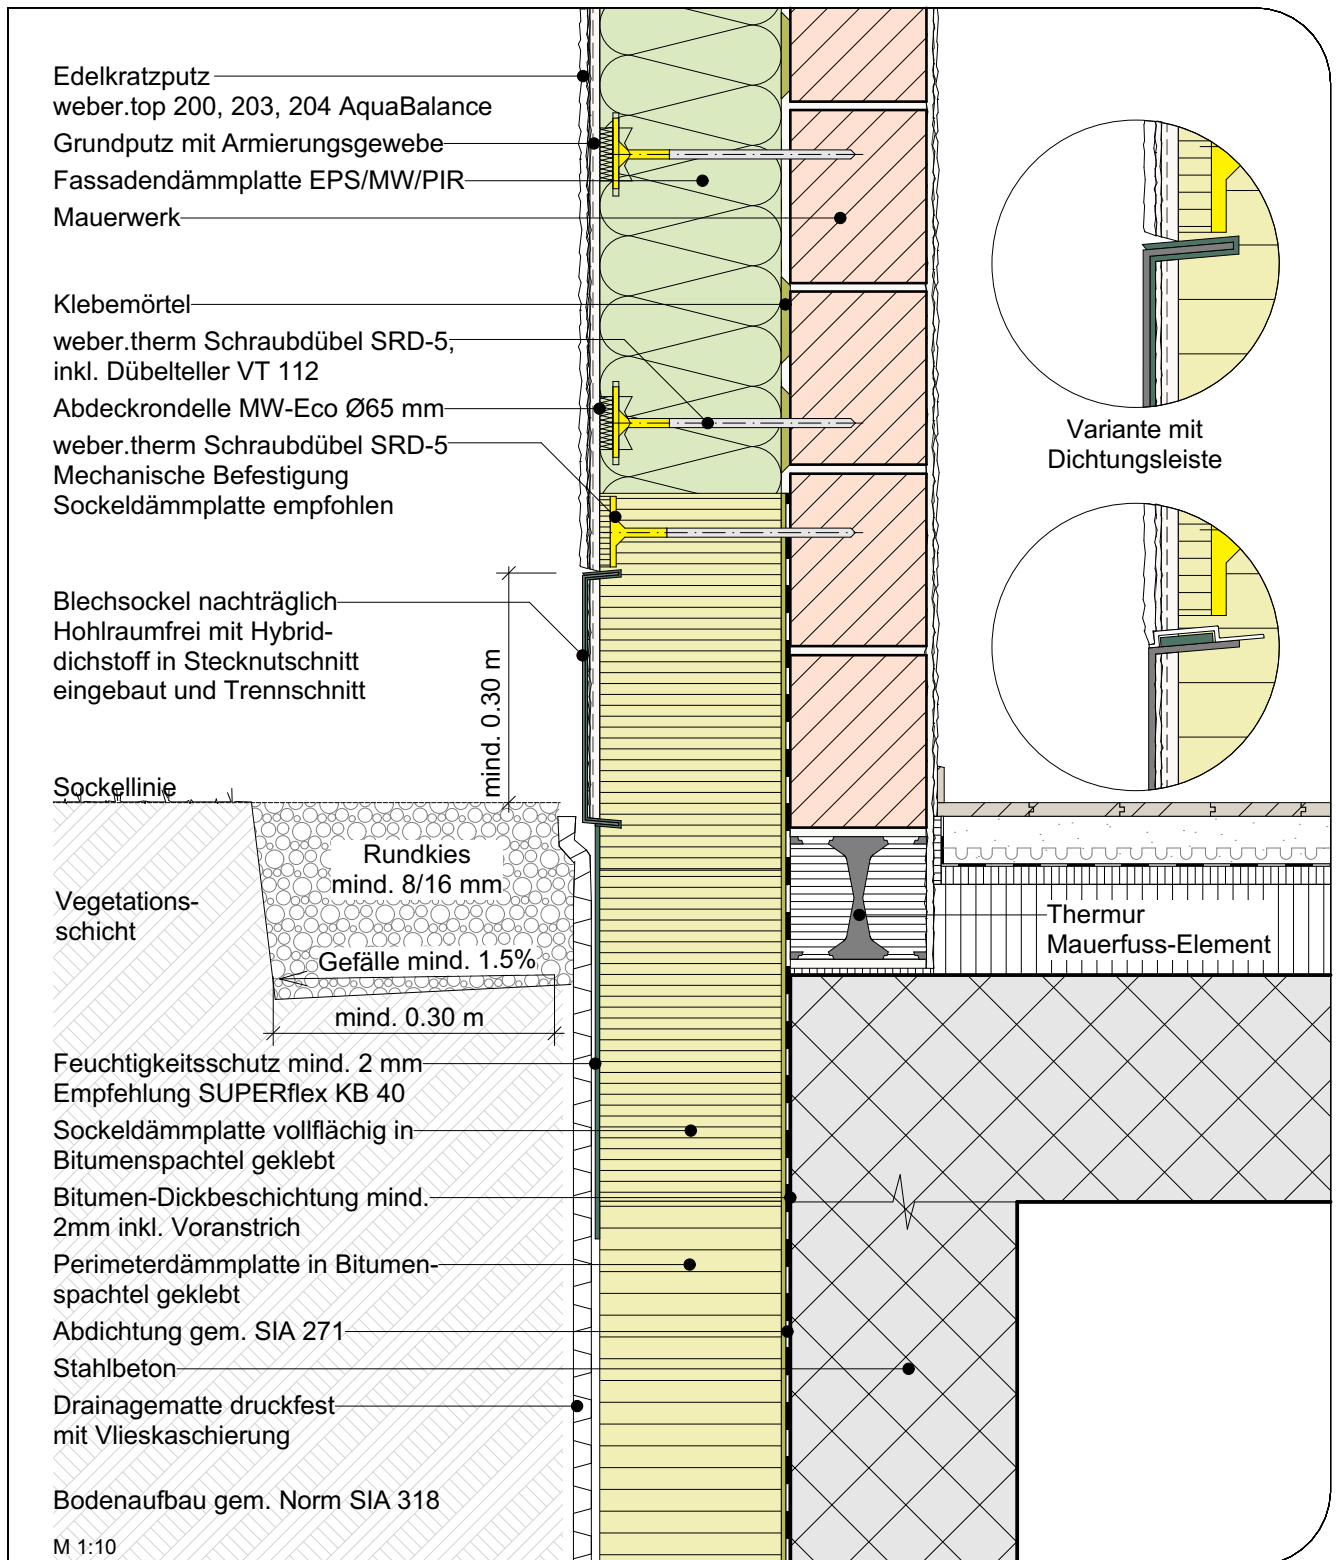 Edelkratzputz
weber.top 200, 203, 204 AquaBalance
Grundputz mit Armierungsgewebe
Fassadendämmplatte EPS/MW/PIR
Mauerwerk
Klebemörtel
weber.therm Schraubdübel SRD-5,
inkl. Dübelteller VT 112
Abdeckrondelle MW-Eco Ø65 mm
weber.therm Schraubdübel SRD-5
Mechanische Befestigung
Sockeldämmplatte empfohlen
Variante mit
Dichtungsleiste
Blechsockel nachträglich
Hohlraumfrei mit Hybrid-
dichstoff in Stecknutschnitt
eingebaut und Trennschnitt
mind. 0.30 m
Sockellinie
Rundkies
mind. 8/16 mm
Vegetations-
schicht
Gefälle mind. 1.5%
mind. 0.30 m
Thermur
Mauerfuss-Element
Feuchtigkeitsschutz mind. 2 mm
Empfehlung SUPERflex KB 40
Sockeldämmplatte vollflächig in
Bitumenspachtel geklebt
Bitumen-Dickbeschichtung mind.
2mm inkl. Voranstrich
Perimeterdämmplatte in Bitumen-
spachtel geklebt
Abdichtung gem. SIA 271
Stahlbeton
Drainagematte druckfest
mit Vlieskaschierung
Bodenaufbau gem. Norm SIA 318
M 1:10